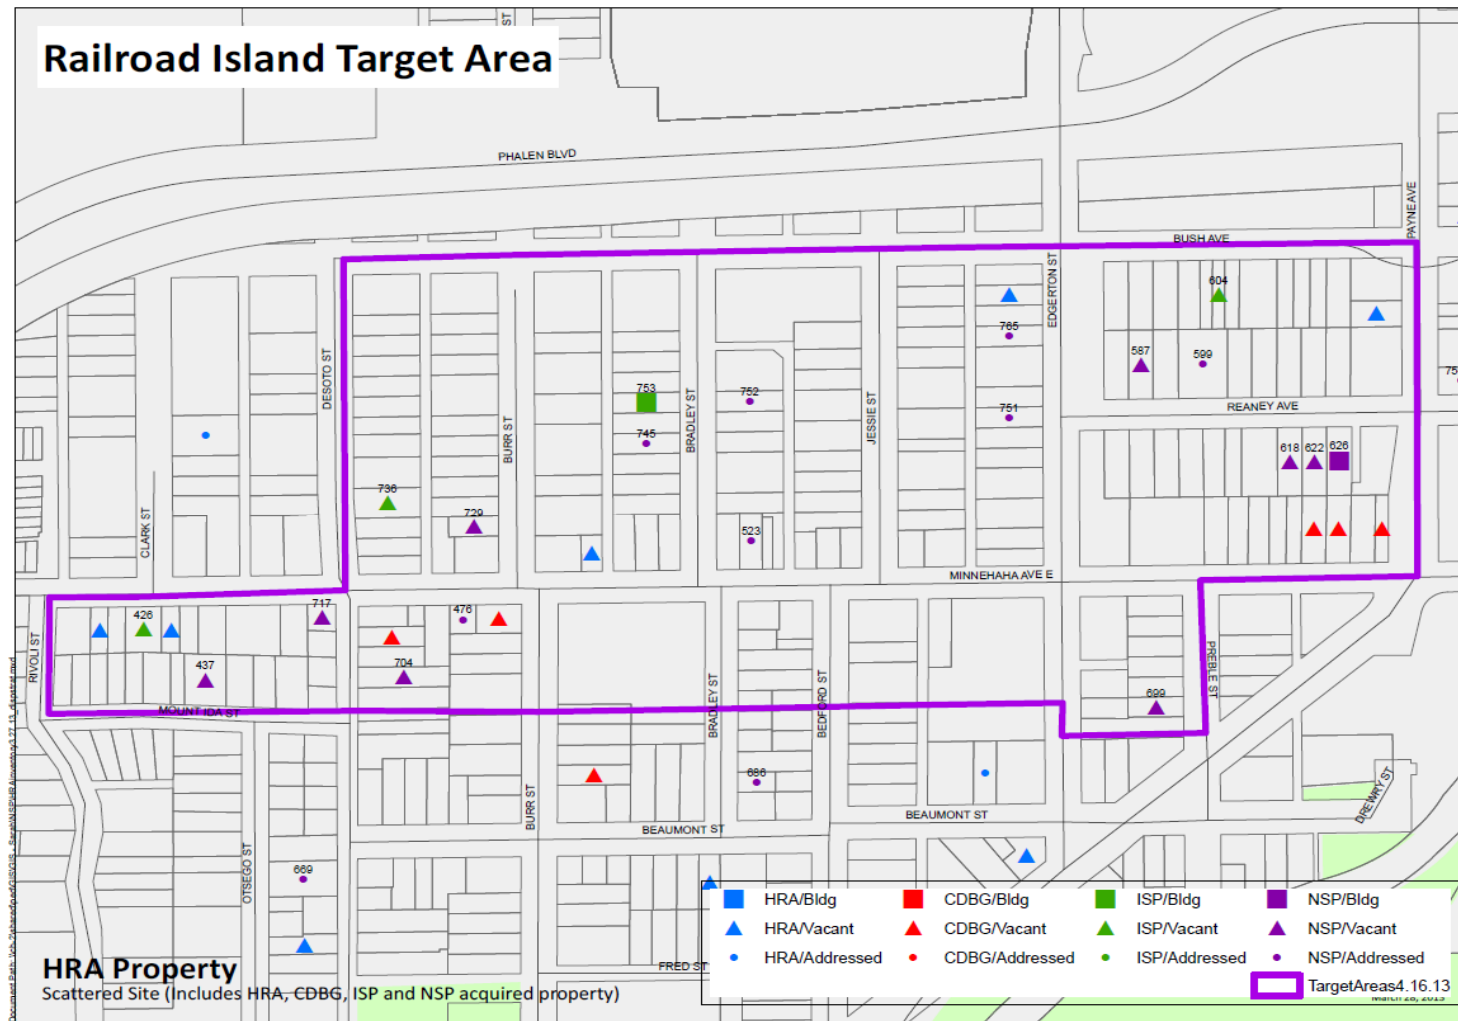 Railroad Island Target Area
ST
PHALEN BLVD
PAYNE AVE
BUSH AVE
EDGERTON ST
604
765
587
599
75
DESOTO ST
753
752
REANEY AVE
751
BURR ST
745
BRADLEY ST
JESSIE ST
618 622 626
736
729
CLARK ST
523
MINNEHAHA AVE E
426
717
476
RIVOLI ST
437
704
PREBLE ST
MOUNT IDA ST
BRADLEY ST
BEDFORD ST
699
686
BURR ST
DREWRY ST
BEAUMONT ST
BEAUMONT ST
OTSEGO ST
669
FRED ST
HRA/Bldg CDBG/Bldg ISP/Bldg NSP/Bldg
HRA/Vacant CDBG/Vacant ISP/Vacant NSP/Vacant
HRA/Addressed CDBG/Addressed ISP/Addressed NSP/Addressed
TargetAreas4.16.13
March 28, 2013
HRA Property
Scattered Site (Includes HRA, CDBG, ISP and NSP acquired property)